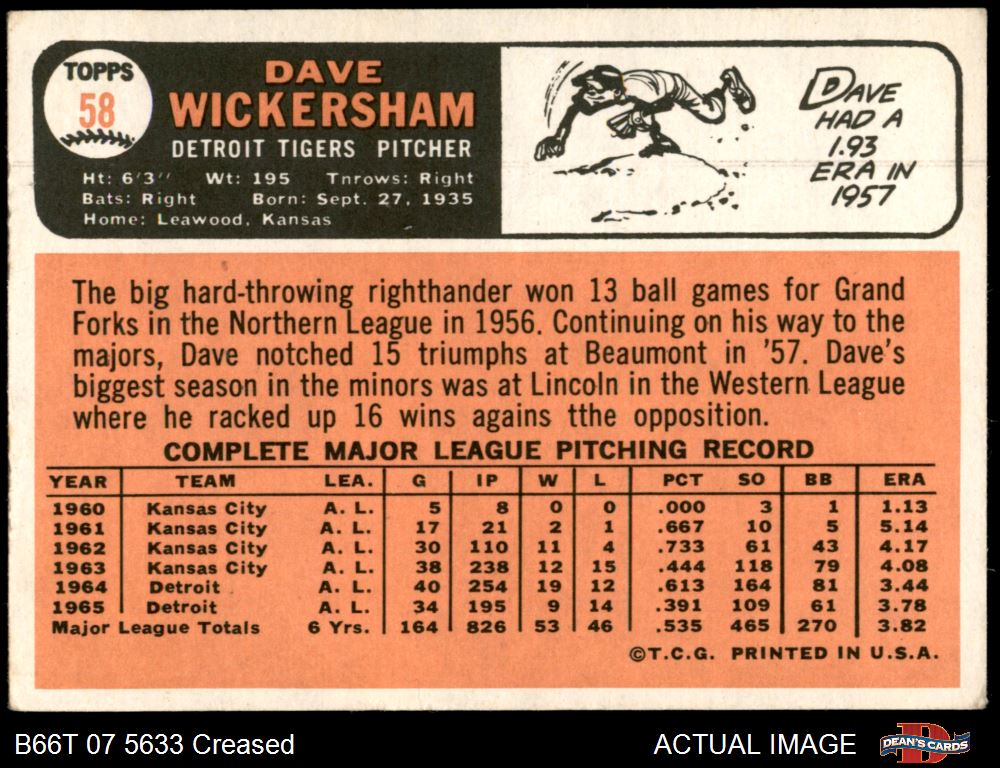 TOPPS
58
DAVE
WICKERSHAM
DETROIT TIGERS PITCHER
Ht: 6'3" Wt: 195 Throws: Right
Bats: Right Born: Sept. 27, 1935
Home: Leawood, Kansas
DAVE
HAD A
1.93
ERA IN
1957
The big hard-throwing righthander won 13 ball games for Grand
Forks in the Northern League in 1956. Continuing on his way to the
majors, Dave notched 15 triumphs at Beaumont in '57. Dave's
biggest season in the minors was at Lincoln in the Western League
where he racked up 16 wins agains tthe opposition.
COMPLETE MAJOR LEAGUE PITCHING RECORD
YEAR TEAM LEA. G IP W L PCT SO BB ERA
1960 Kansas City A. L. 5 8 0 0 .000 3 1 1.13
1961 Kansas City A. L. 17 21 2 1 .667 10 5 5.14
1962 Kansas City A. L. 30 110 11 4 .733 61 43 4.17
1963 Kansas City A. L. 38 238 12 15 .444 118 79 4.08
1964 Detroit A. L. 40 254 19 12 .613 164 81 3.44
1965 Detroit A. L. 34 195 9 14 .391 109 61 3.78
Major League Totals 6 Yrs. 164 826 53 46 .535 465 270 3.82
©T.C.G. PRINTED IN U.S.A.
B66T 07 5633 Creased
ACTUAL IMAGE
D
DEAN'S CARDS